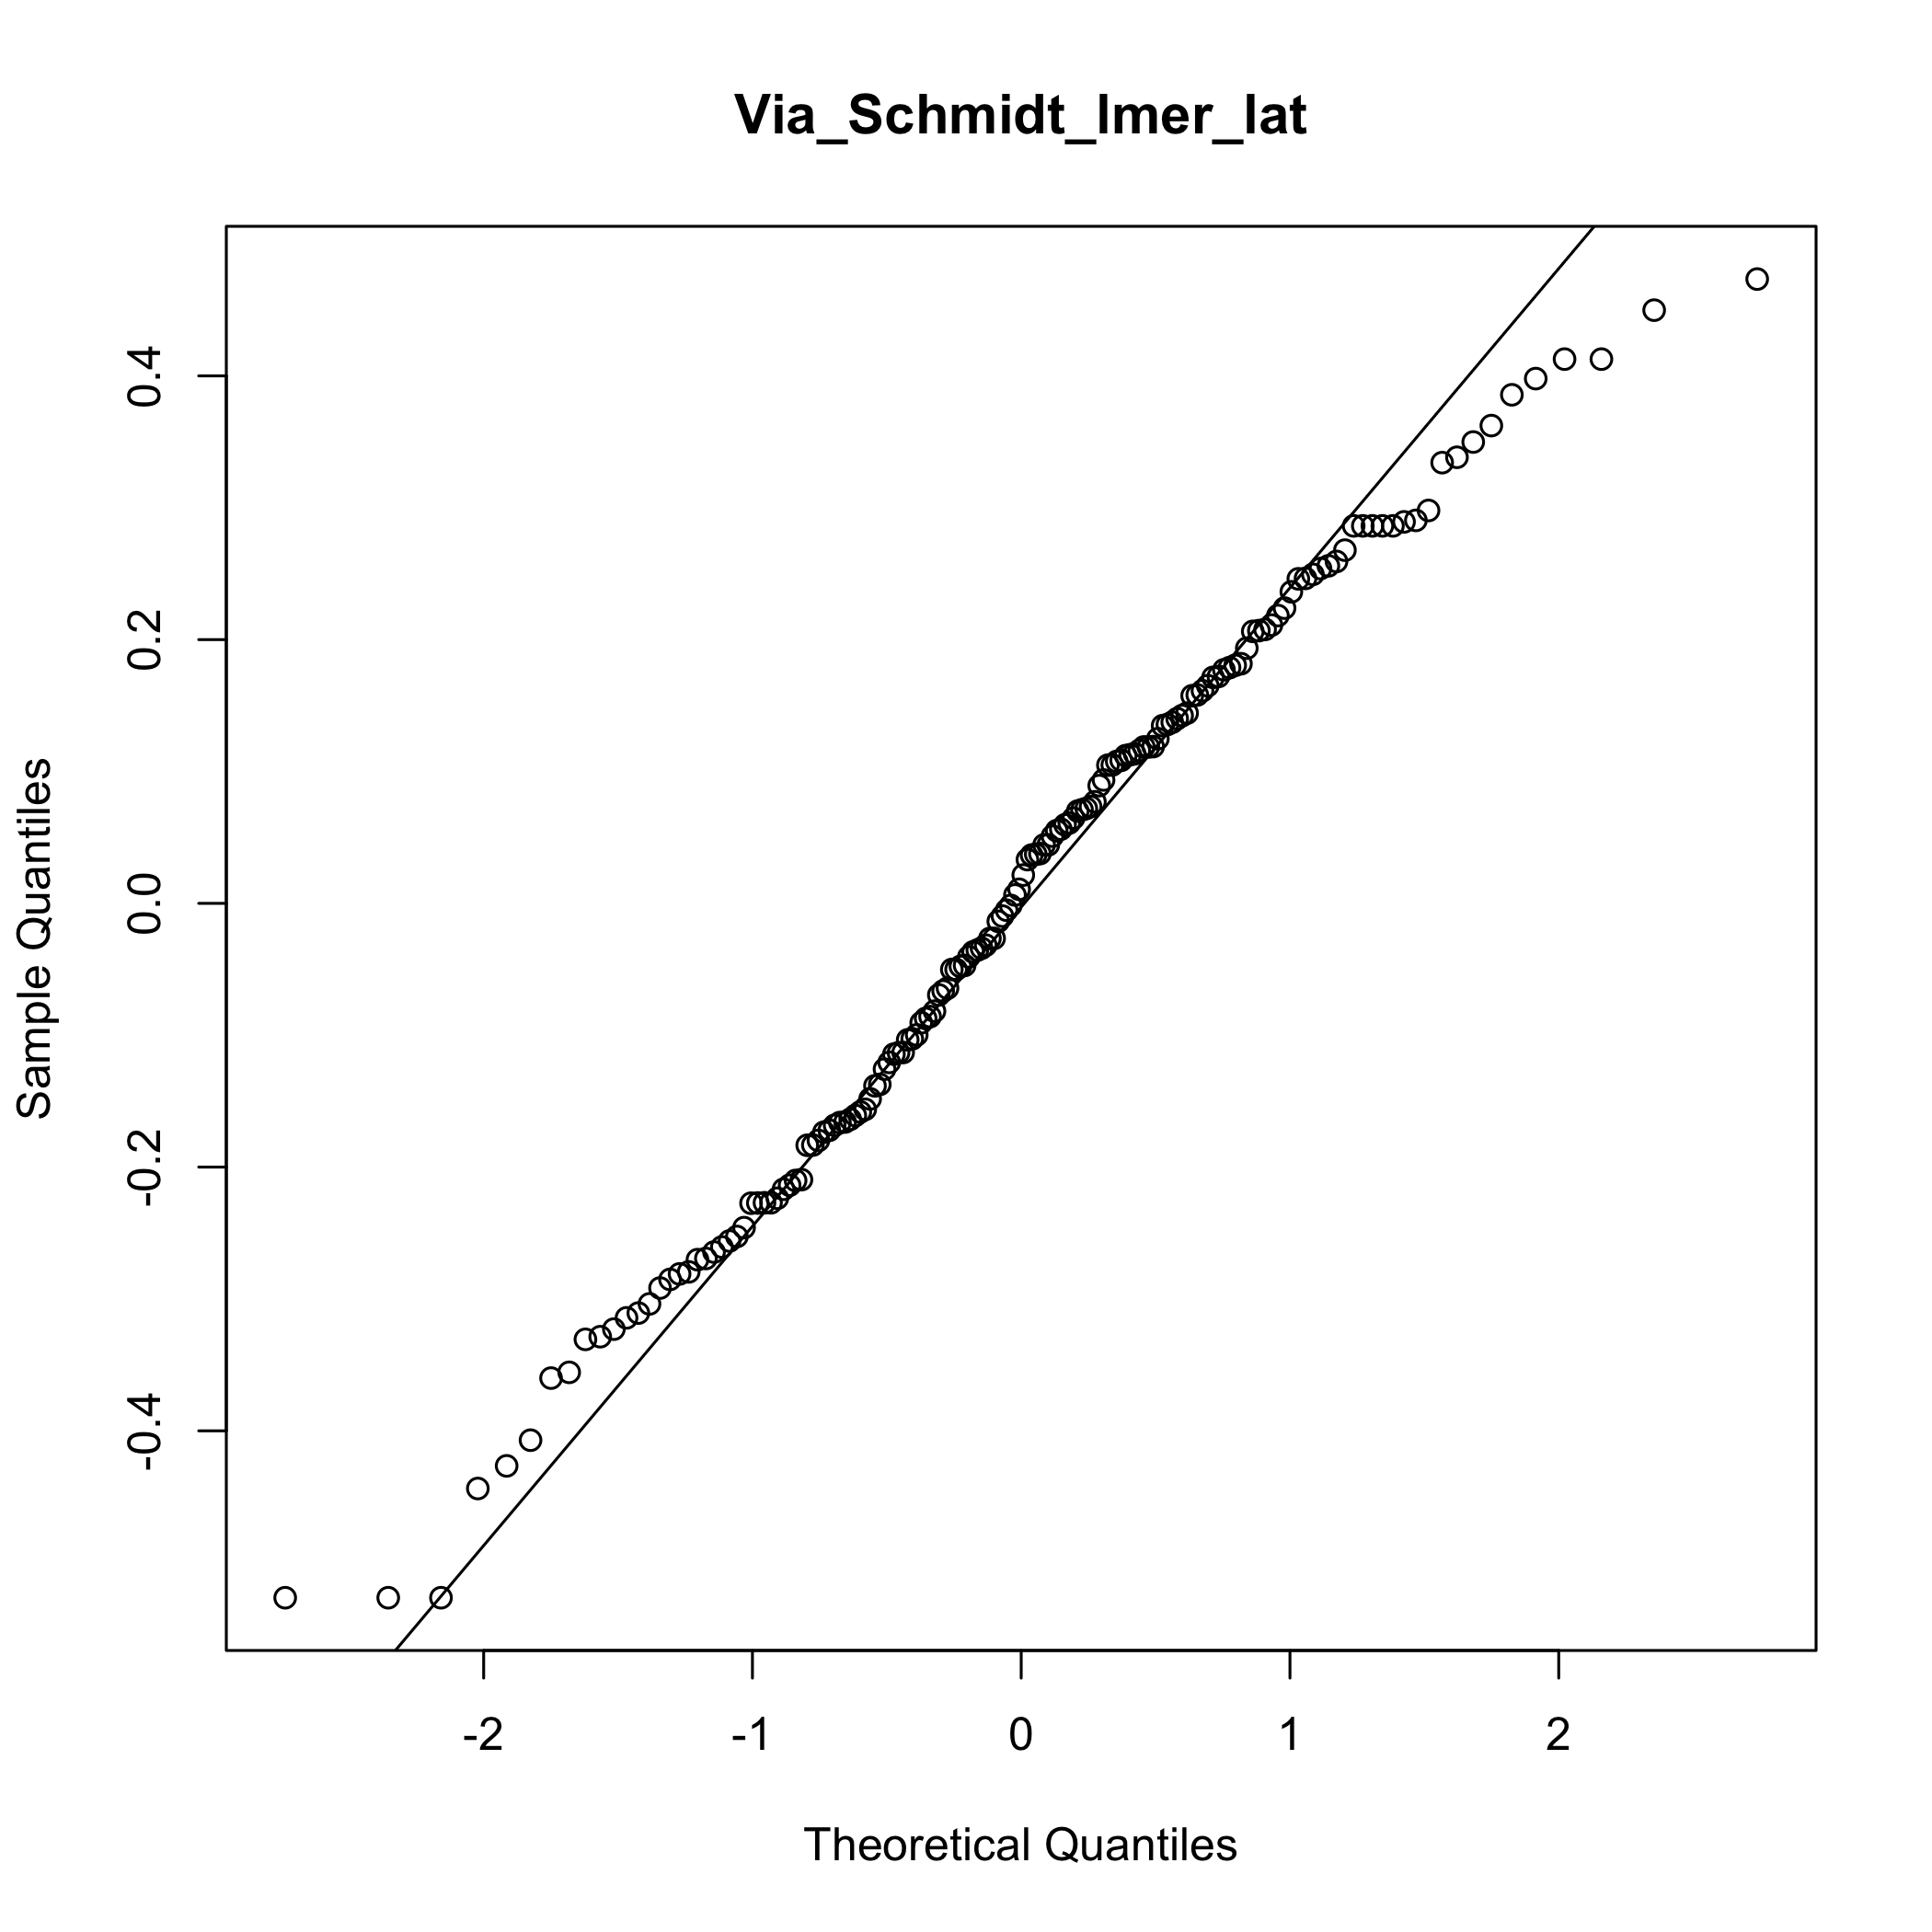 Via_Schmidt_lmer_lat
Sample Quantiles
0.4
0.2
0.0
-0.2
-0.4
-2 -1 0 1 2
Theoretical Quantiles